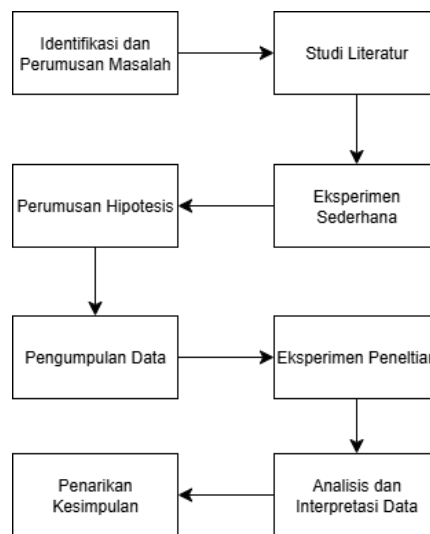 Identifikasi dan
Perumusan Masalah
Studi Literatur
Eksperimen
Sederhana
Perumusan Hipotesis
Pengumpulan Data
Eksperimen Peneltian
Analisis dan
Interpretasi Data
Penarikan
Kesimpulan